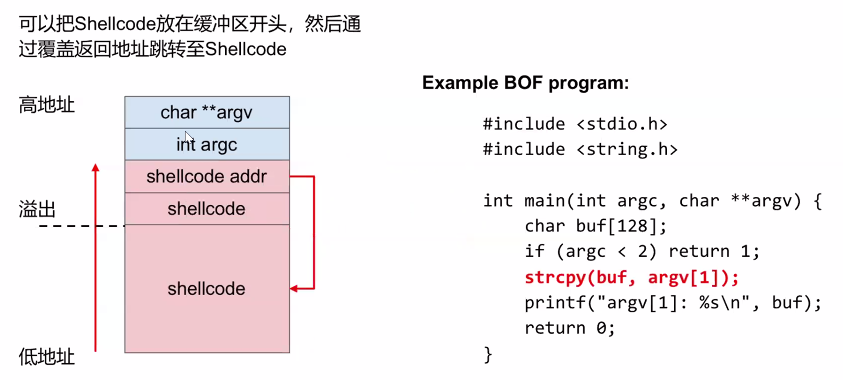 可以把Shellcode放在缓冲区开头，然后通
过覆盖返回地址跳转至Shellcode
高地址
char **argv
int argc
shellcode addr
溢出
shellcode
shellcode
低地址
Example BOF program:
#include <stdio.h>
#include <string.h>
int main(int argc, char **argv) {
    char buf[128];
    if (argc < 2) return 1;
    strcpy(buf, argv[1]);
    printf("argv[1]: %s\n", buf);
    return 0;
}